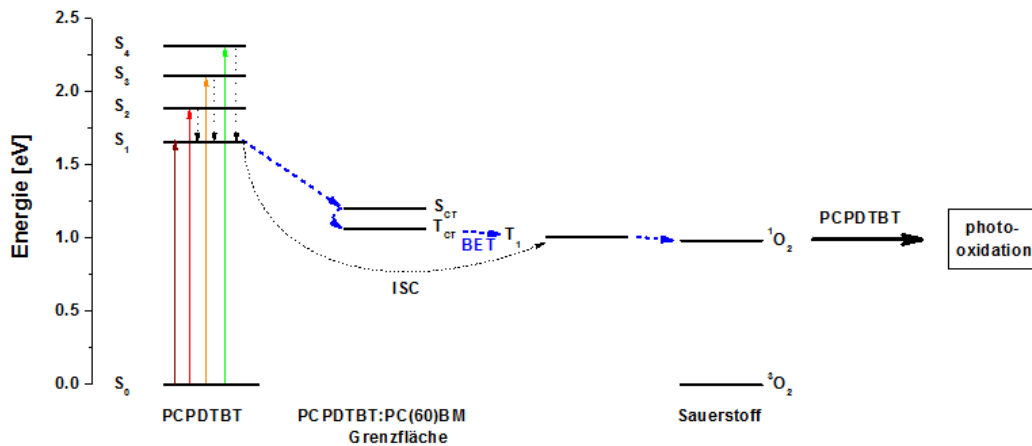 Energie [eV]
2.5
2.0
1.5
1.0
0.5
0.0
S4
S3
S2
S1
S0
SCT
TCT
BET
T1
ISC
1O2
3O2
PCPDTBT
photo-
oxidation
PCPDTBT
PCPDTBT:PC(60)BM
Grenzfläche
Sauerstoff